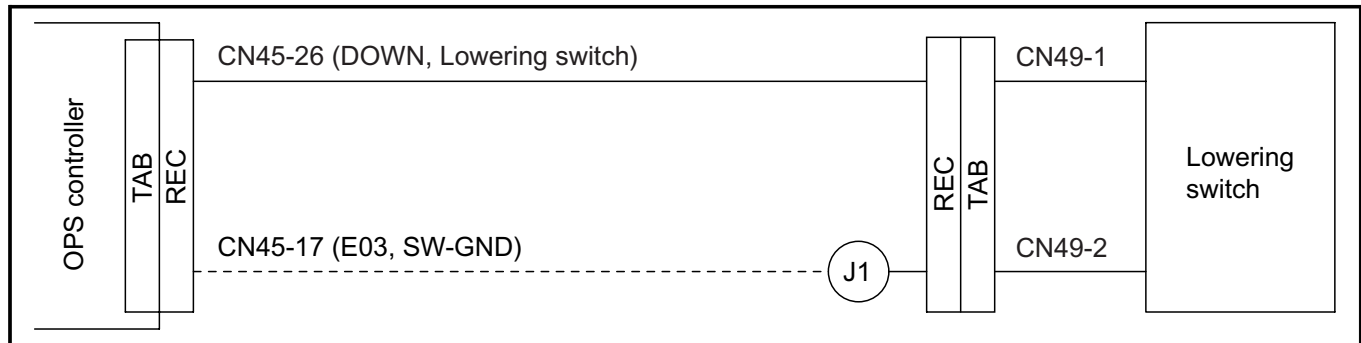 OPS controller
TAB
REC
CN45-26 (DOWN, Lowering switch)
CN45-17 (E03, SW-GND)
J1
REC
TAB
CN49-1
CN49-2
Lowering
switch